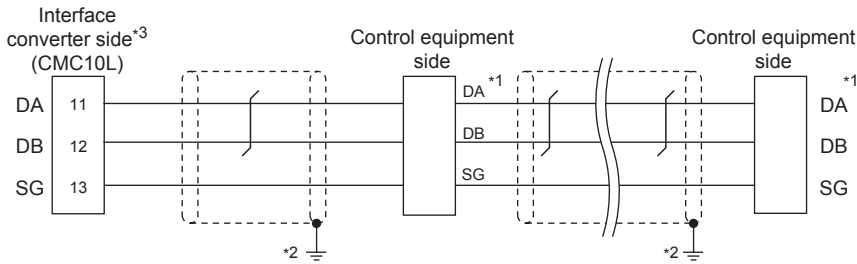 Interface
converter side*3
(CMC10L)
Control equipment
side
Control equipment
side
*1
*1
DA 11 DA DA
DB 12 DB DB
SG 13 SG SG
*2
*2